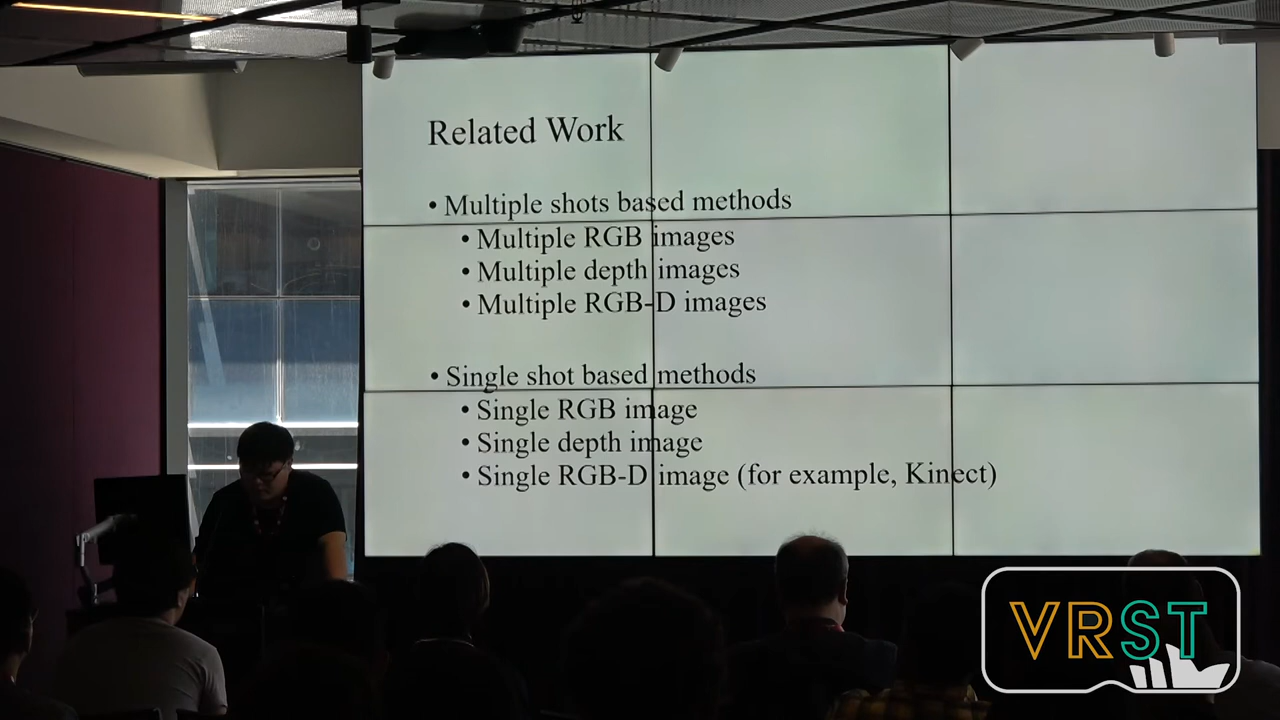 Related Work
• Multiple shots based methods
• Multiple RGB images
• Multiple depth images
• Multiple RGB-D images
• Single shot based methods
• Single RGB image
• Single depth image
• Single RGB-D image (for example, Kinect)
VRST